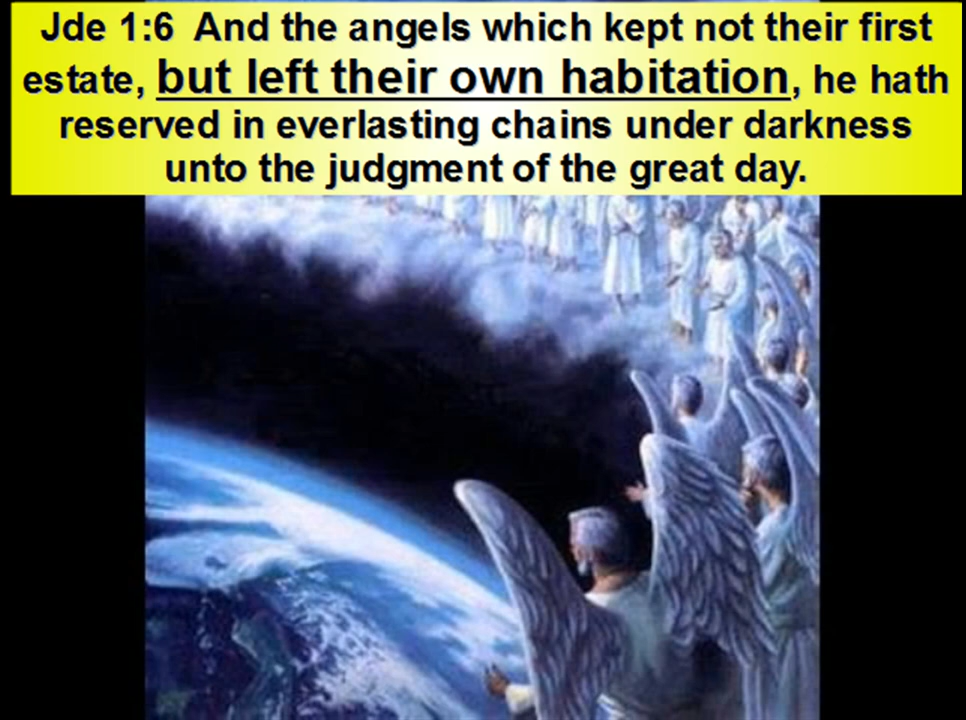 Jde 1:6  And the angels which kept not their first
estate, but left their own habitation, he hath
reserved in everlasting chains under darkness
unto the judgment of the great day.